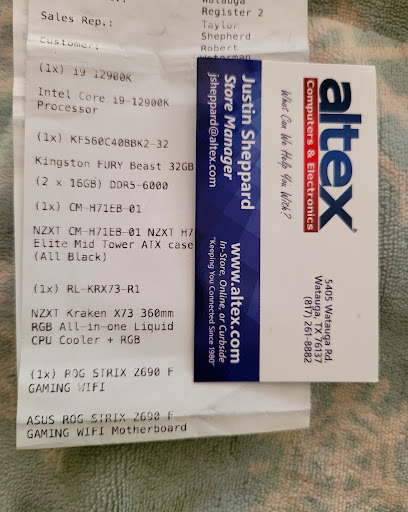 Watauga
Register 2
Sales Rep.: Taylor
Shepherd
Customer: Robert
(1x) i9-12900K
Intel Core i9-12900K
Processor
(1x) KF560C40BBK2-32
Kingston FURY Beast 32GB
(2 x 16GB) DDR5-6000
(1x) CM-H71EB-01
NZXT CM-H71EB-01 NZXT H7
Elite Mid Tower ATX case
(All Black)
(1x) RL-KRX73-R1
NZXT Kraken X73 360mm
RGB All-in-one Liquid
CPU Cooler + RGB
(1x) ROG STRIX Z690 F
GAMING WIFI
ASUS ROG STRIX Z690 F
GAMING WIFI Motherboard
altex®
Computers & Electronics
What Can We Help You With?
5405 Watauga Rd.
Watauga, TX 76137
(817) 261-8882
Justin Sheppard
Store Manager
jsheppard@altex.com
www.altex.com
In-Store, Online, or Curbside
"Keeping You Connected Since 1980"